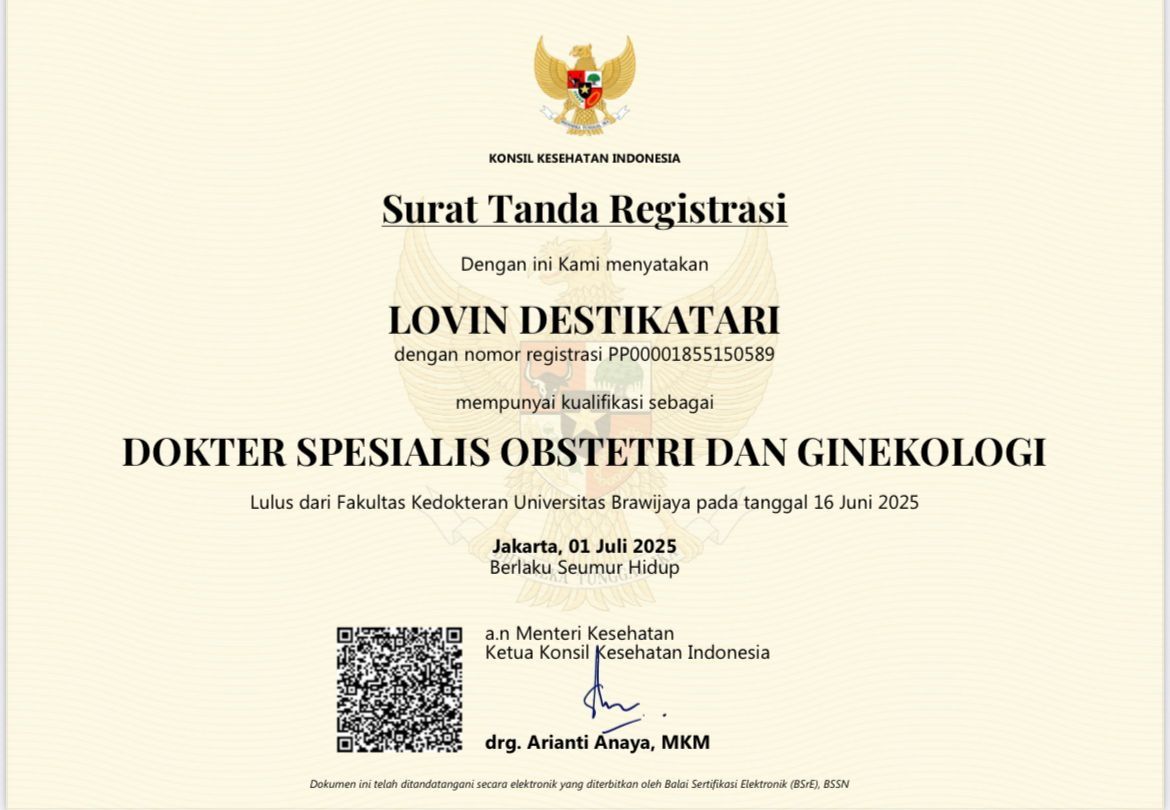 KONSIL KESEHATAN INDONESIA
Surat Tanda Registrasi
Dengan ini Kami menyatakan
LOVIN DESTIKATARI
dengan nomor registrasi PP00001855150589
mempunyai kualifikasi sebagai
DOKTER SPESIALIS OBSTETRI DAN GINEKOLOGI
Lulus dari Fakultas Kedokteran Universitas Brawijaya pada tanggal 16 Juni 2025
Jakarta, 01 Juli 2025
Berlaku Seumur Hidup
a.n Menteri Kesehatan
Ketua Konsil Kesehatan Indonesia
drg. Arianti Anaya, MKM
Dokumen ini telah ditandatangani secara elektronik yang diterbitkan oleh Balai Sertifikasi Elektronik (BSrE), BSSN